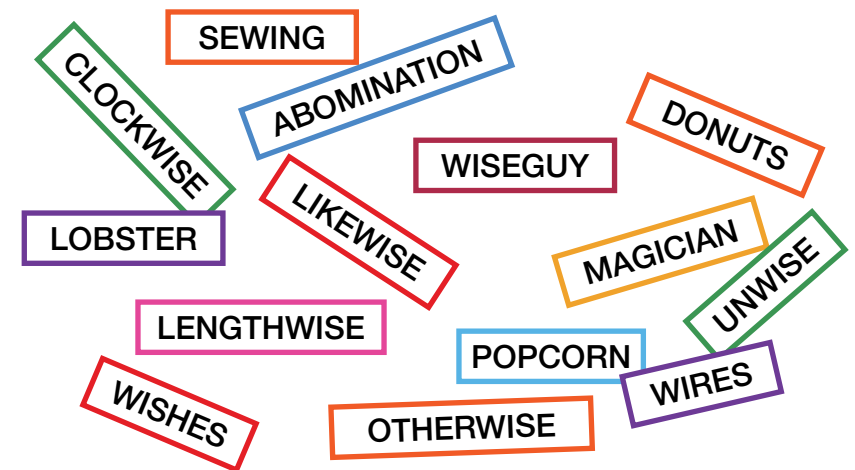 SEWING
ABOMINATION
CLOCKWISE
DONUTS
WISEGUY
LIKEWISE
LOBSTER
MAGICIAN
UNWISE
LENGTHWISE
POPCORN
WIRES
WISHES
OTHERWISE